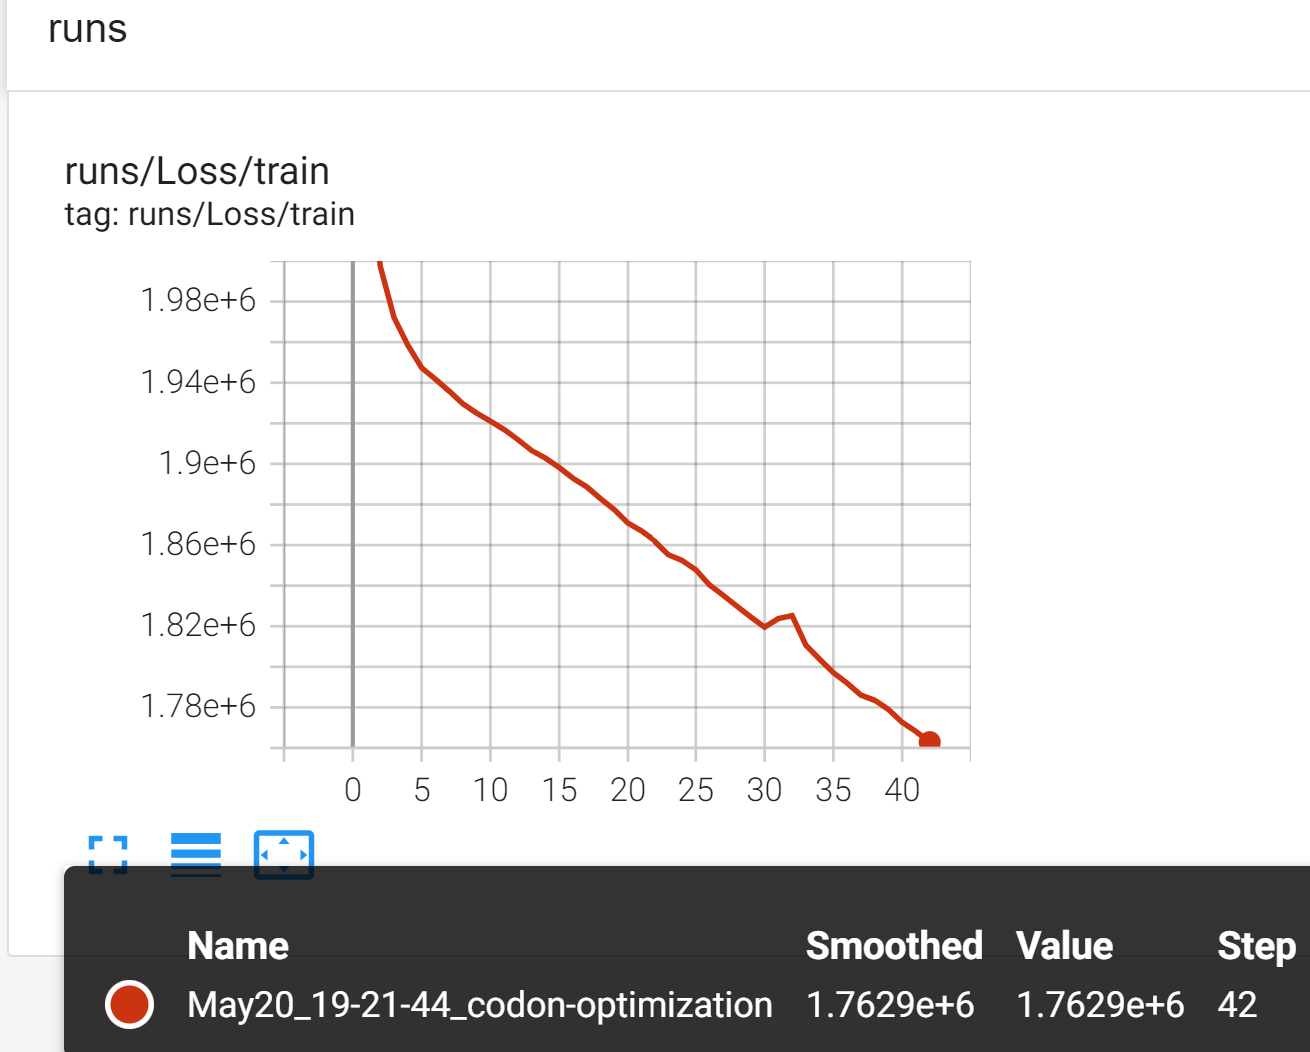 runs
runs/Loss/train
tag: runs/Loss/train
1.98e+6
1.94e+6
1.9e+6
1.86e+6
1.82e+6
1.78e+6
0 5 10 15 20 25 30 35 40
Name Smoothed Value Step
May20_19-21-44_codon-optimization 1.7629e+6 1.7629e+6 42